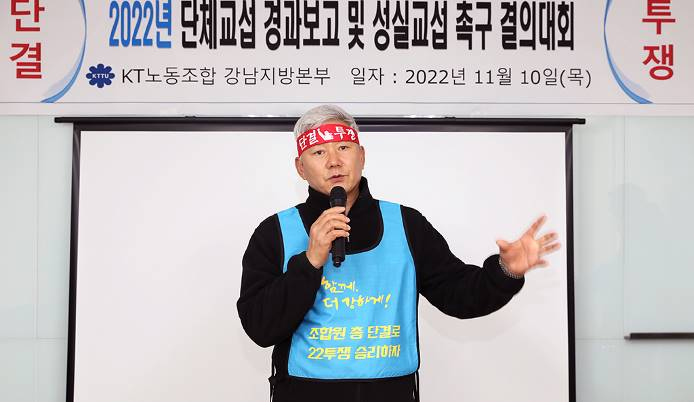 2022년 단체교섭 경과보고 및 성실교섭 촉구 결의대회
단결
투쟁
KTTU KT노동조합 강남지방본부 일자 : 2022년 11월 10일(목)
단결 투쟁
함께,
더 강하게!
조합원 총 단결로
22투쟁 승리하자